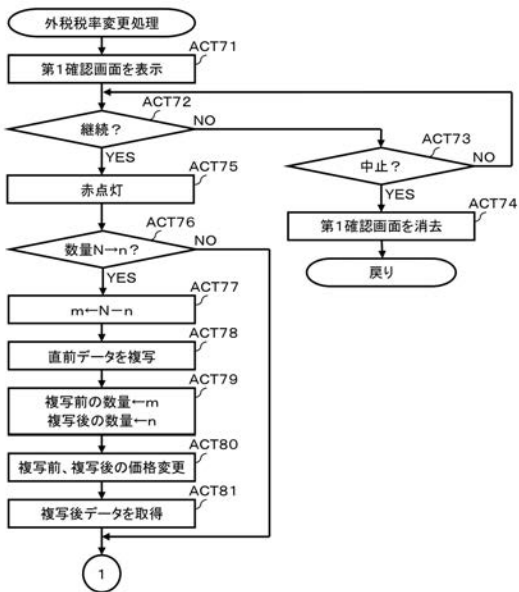 外税税率変更処理
ACT71
第1確認画面を表示
ACT72
継続？
NO
YES
ACT73
中止？
NO
YES
ACT74
第1確認画面を消去
戻り
ACT75
赤点灯
ACT76
数量N→n？
NO
YES
ACT77
m←N－n
ACT78
直前データを複写
ACT79
複写前の数量←m
複写後の数量←n
ACT80
複写前、複写後の価格変更
ACT81
複写後データを取得
1